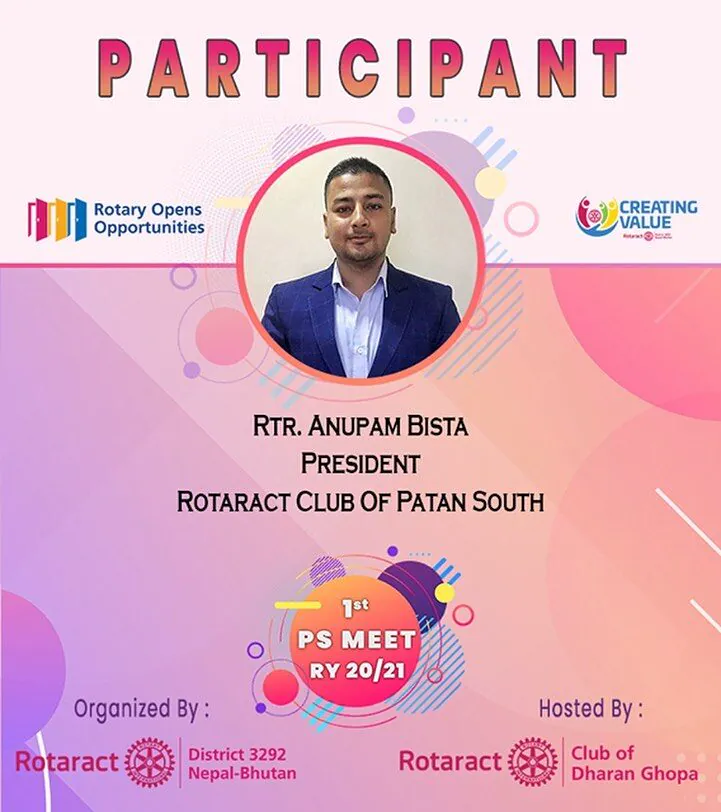 PARTICIPANT
Rotary Opens
Opportunities
CREATING
VALUE
Rotaract
RTR. ANUPAM BISTA
PRESIDENT
ROTARACT CLUB OF PATAN SOUTH
1st
PS MEET
RY 20/21
Organized By :
Hosted By :
Rotaract
District 3292
Nepal-Bhutan
Rotaract
Club of
Dharan Ghopa